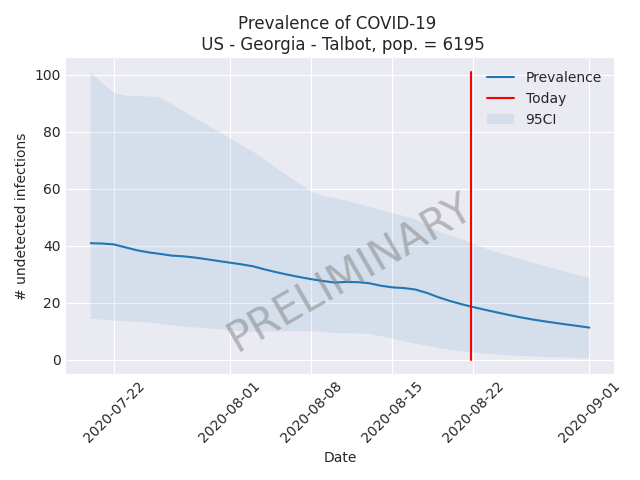 Prevalence of COVID-19
US - Georgia - Talbot, pop. = 6195
100
80
60
40
20
0
# undetected infections
Prevalence
Today
95CI
PRELIMINARY
2020-07-22
2020-08-01
2020-08-08
2020-08-15
2020-08-22
2020-09-01
Date